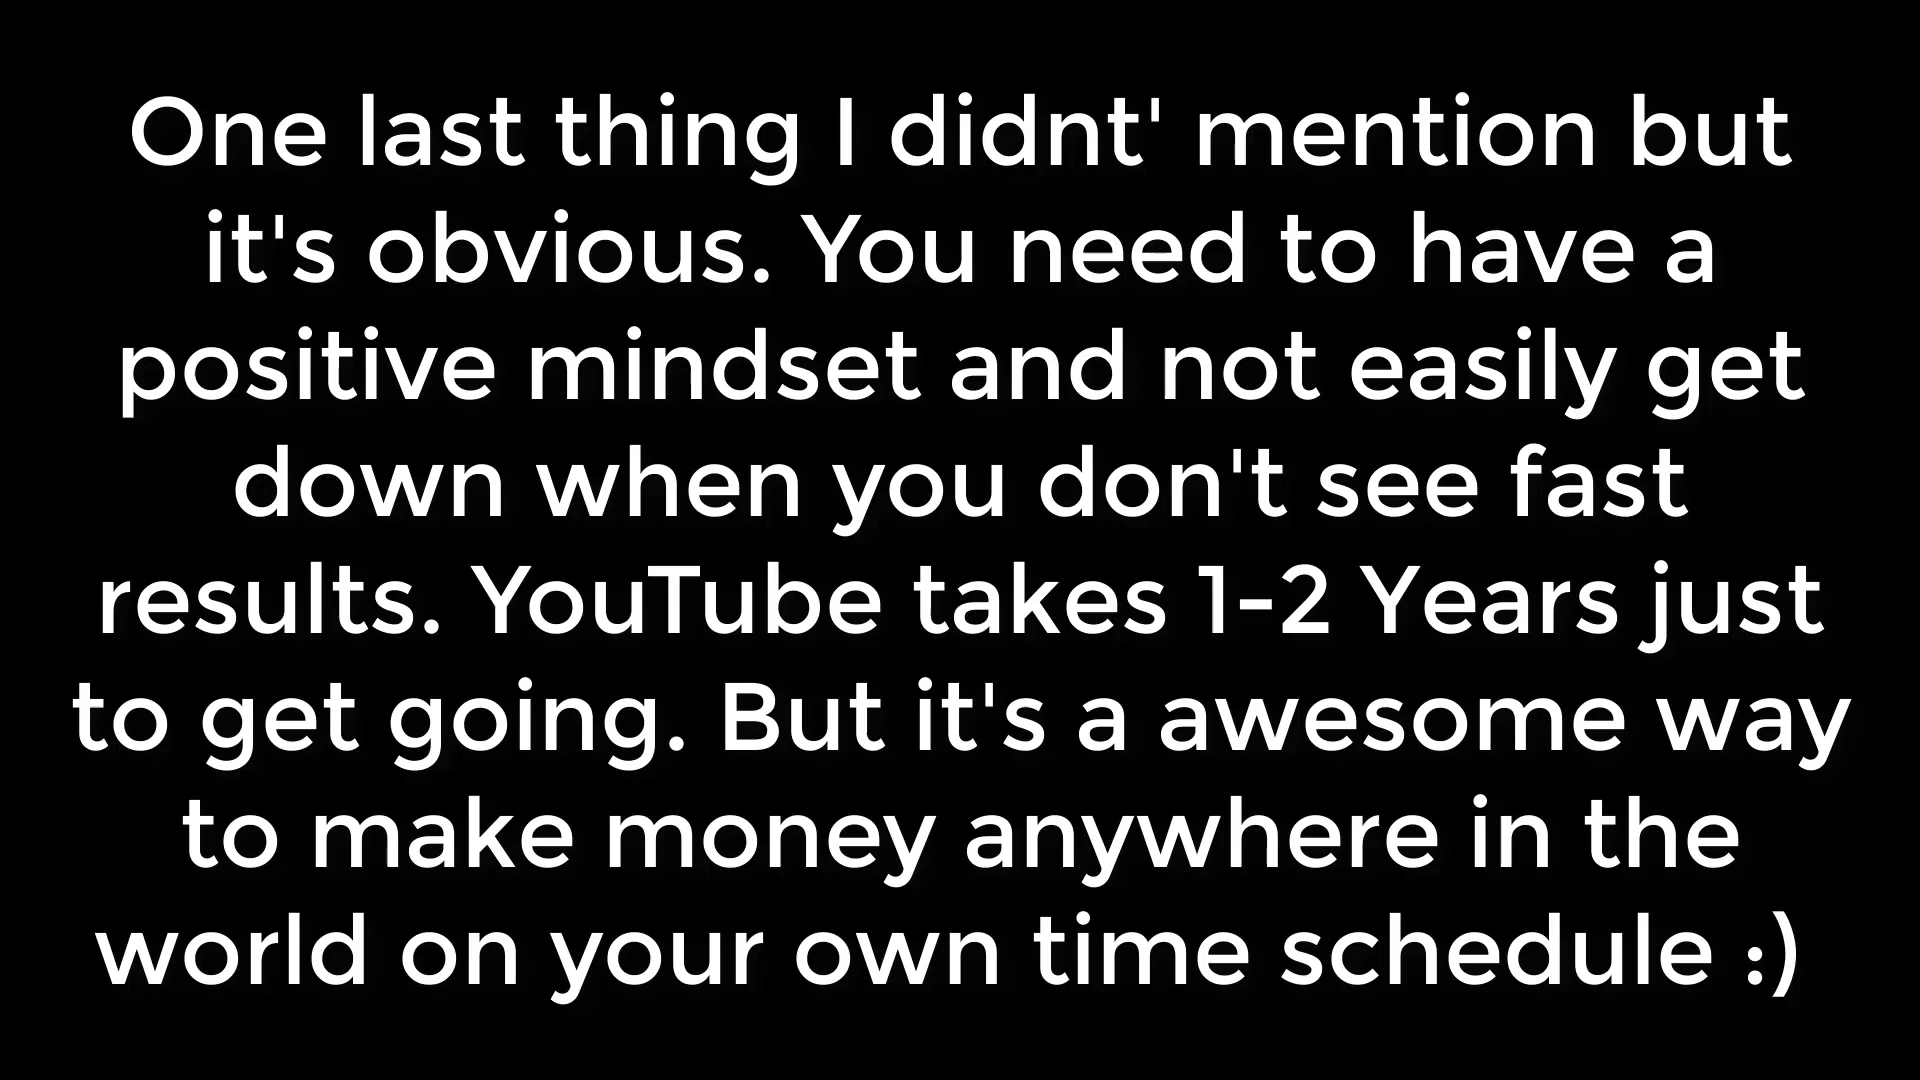 One last thing I didnt' mention but
it's obvious. You need to have a
positive mindset and not easily get
down when you don't see fast
results. YouTube takes 1-2 Years just
to get going. But it's a awesome way
to make money anywhere in the
world on your own time schedule :)